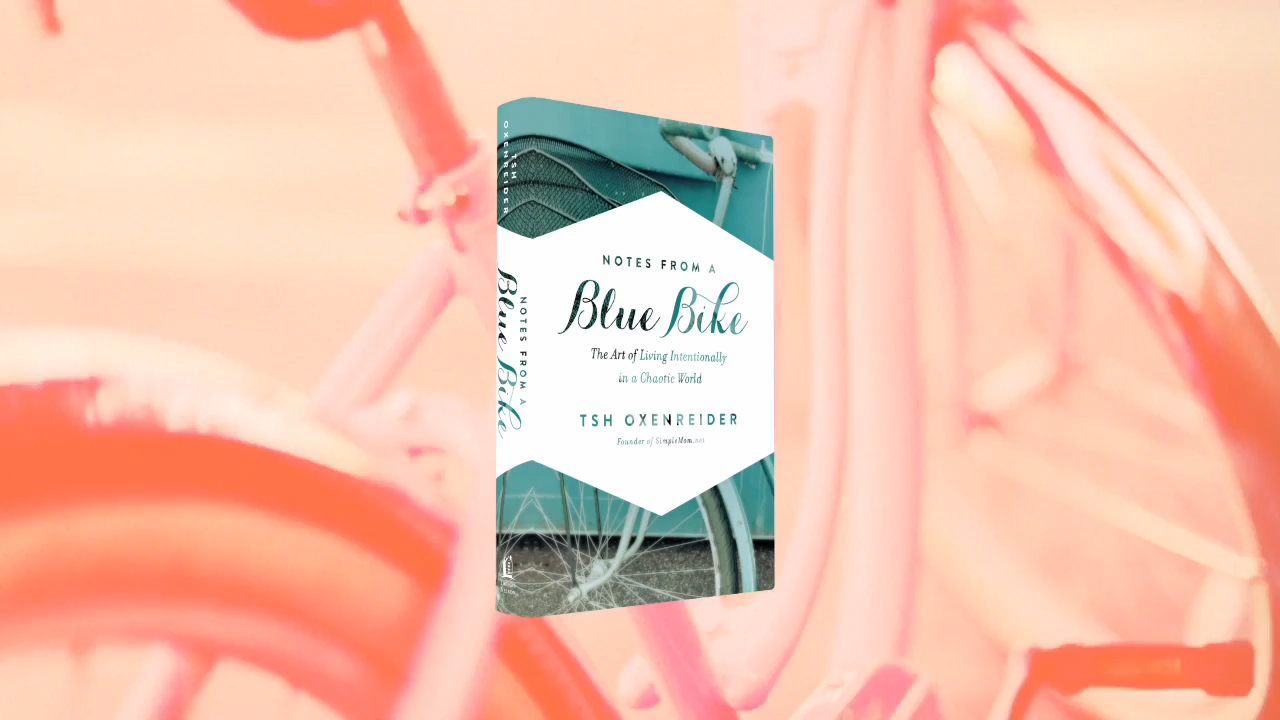 TSH
OXENREIDER
NOTES FROM A
Blue Bike
NOTES FROM A
Blue Bike
The Art of Living Intentionally
in a Chaotic World
TSH OXENREIDER
Founder of SimpleMom.net